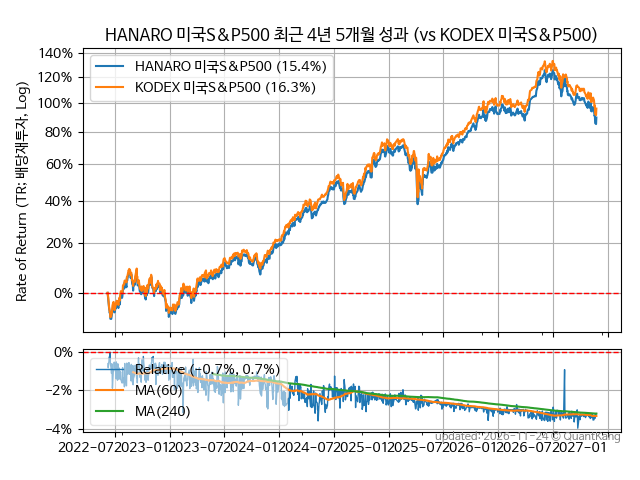 HANARO 미국S&P500 최근 4년 5개월 성과 (vs KODEX 미국S&P500)
Rate of Return (TR: 배당재투자, Log)
140%
120%
100%
80%
60%
40%
20%
0%
HANARO 미국S&P500 (15.4%)
KODEX 미국S&P500 (16.3%)
0%
−2%
−4%
Relative (−0.7%, 0.7%)
MA(60)
MA(240)
2022-07 2023-01 2023-07 2024-01 2024-07 2025-01 2025-07 2026-01 2026-07 2027-01
updated: 2026-11-24 © QuantKang